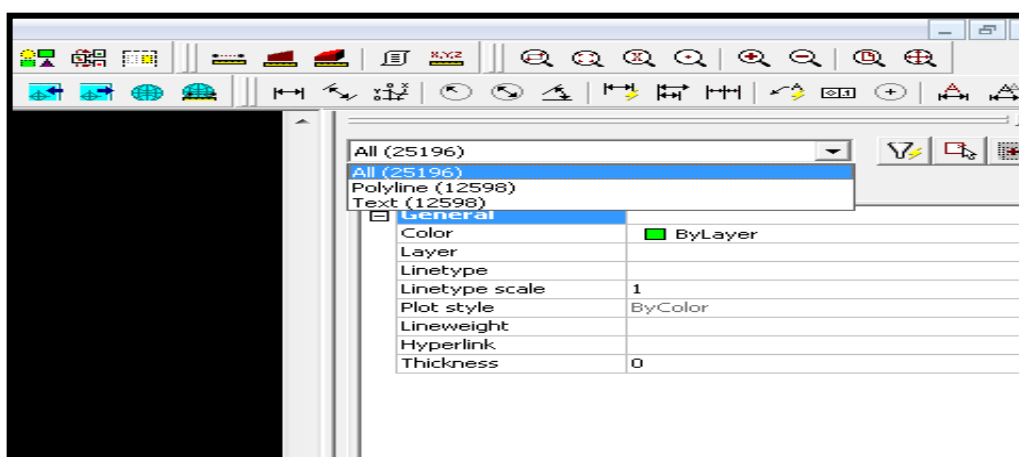 X,Y,Z
All (25196)
All (25196)
Polyline (12598)
Text (12598)
General
Color ByLayer
Layer
Linetype
Linetype scale 1
Plot style ByColor
Lineweight
Hyperlink
Thickness 0